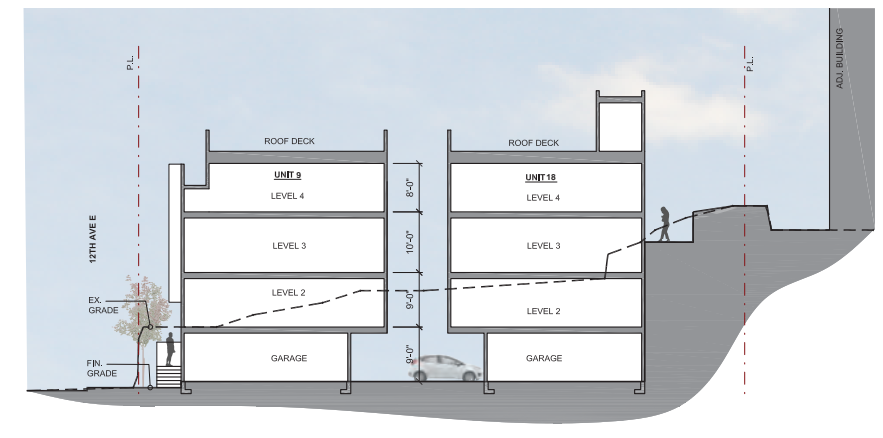 P.L.
P.L.
ADJ. BUILDING
ROOF DECK
ROOF DECK
UNIT 9
UNIT 18
8'-0"
LEVEL 4
LEVEL 4
12TH AVE E
LEVEL 3
10'-0"
LEVEL 3
EX.
GRADE
LEVEL 2
9'-0"
LEVEL 2
FIN.
GRADE
GARAGE
9'-0"
GARAGE